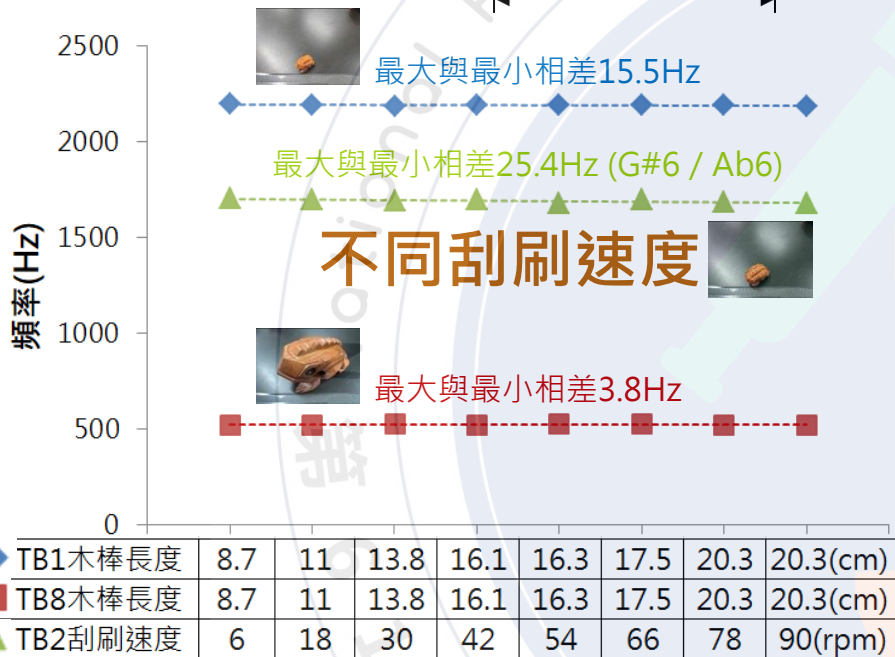 2500
最大與最小相差15.5Hz
2000
最大與最小相差25.4Hz (G#6 / Ab6)
頻率(Hz)
1500
不同刮刷速度
1000
最大與最小相差3.8Hz
500
0
TB1木棒長度 8.7 11 13.8 16.1 16.3 17.5 20.3 20.3(cm)
TB8木棒長度 8.7 11 13.8 16.1 16.3 17.5 20.3 20.3(cm)
TB2刮刷速度 6 18 30 42 54 66 78 90(rpm)